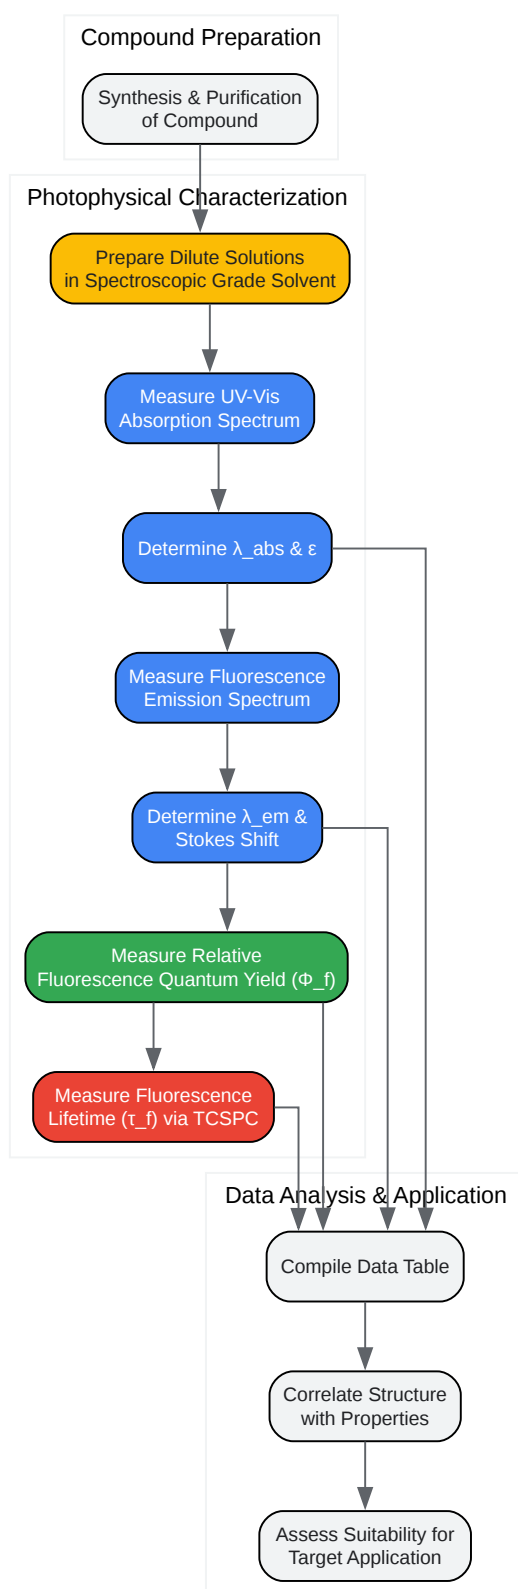 Compound Preparation
Synthesis & Purification
of Compound
Photophysical Characterization
Prepare Dilute Solutions
in Spectroscopic Grade Solvent
Measure UV-Vis
Absorption Spectrum
Determine λ_abs & ε
Measure Fluorescence
Emission Spectrum
Determine λ_em &
Stokes Shift
Measure Relative
Fluorescence Quantum Yield (Φ_f)
Measure Fluorescence
Lifetime (τ_f) via TCSPC
Data Analysis & Application
Compile Data Table
Correlate Structure
with Properties
Assess Suitability for
Target Application